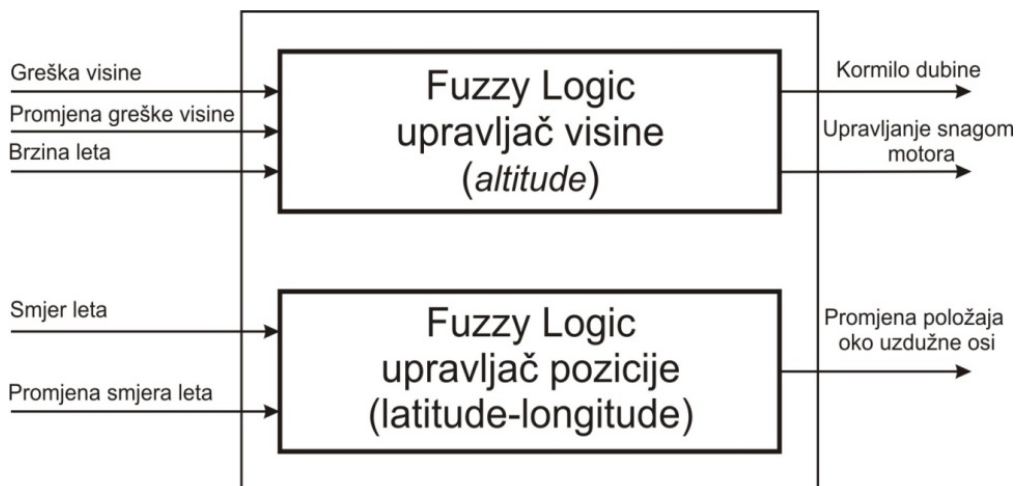 Greška visine
Promjena greške visine
Brzina leta
Fuzzy Logic
upravljač visine
(altitude)
Kormilo dubine
Upravljanje snagom
motora
Smjer leta
Promjena smjera leta
Fuzzy Logic
upravljač pozicije
(latitude-longitude)
Promjena položaja
oko uzdužne osi